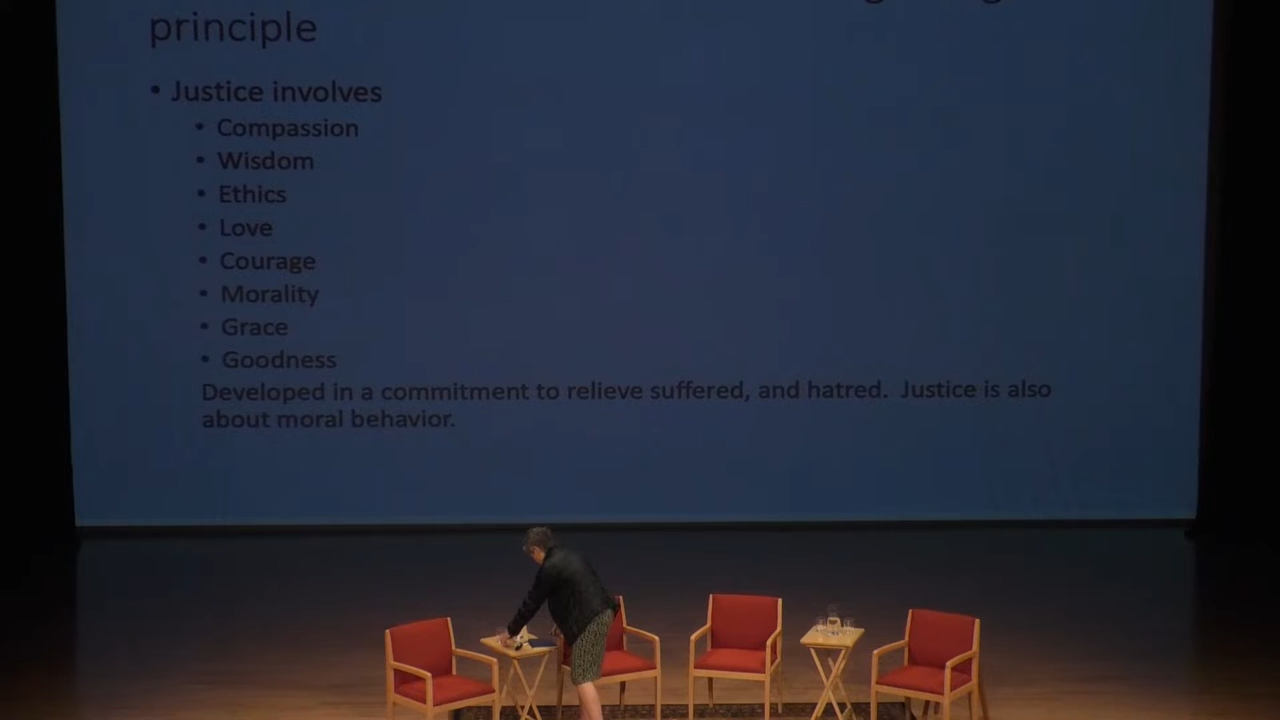 principle
• Justice involves
• Compassion
• Wisdom
• Ethics
• Love
• Courage
• Morality
• Grace
• Goodness
Developed in a commitment to relieve suffered, and hatred. Justice is also
about moral behavior.